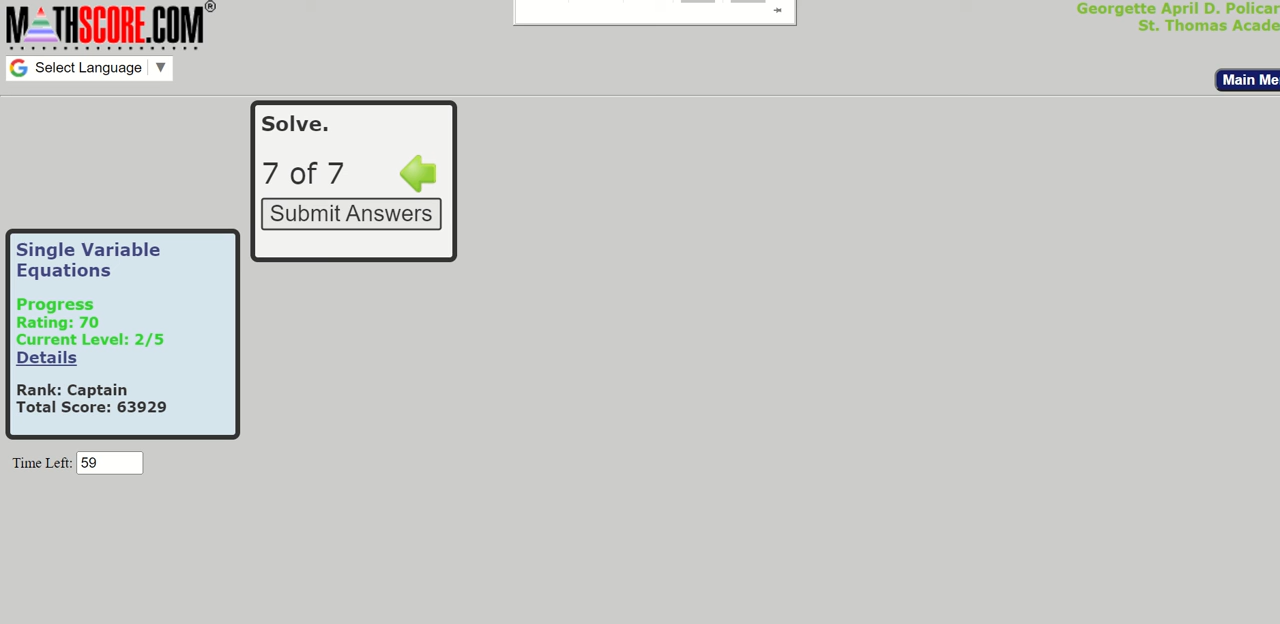 MATHSCORE.COM®
Georgette April D. Policar
St. Thomas Acade
Select Language ▼
Main Me
Solve.
7 of 7
Submit Answers
Single Variable
Equations
Progress
Rating: 70
Current Level: 2/5
Details
Rank: Captain
Total Score: 63929
Time Left: 59